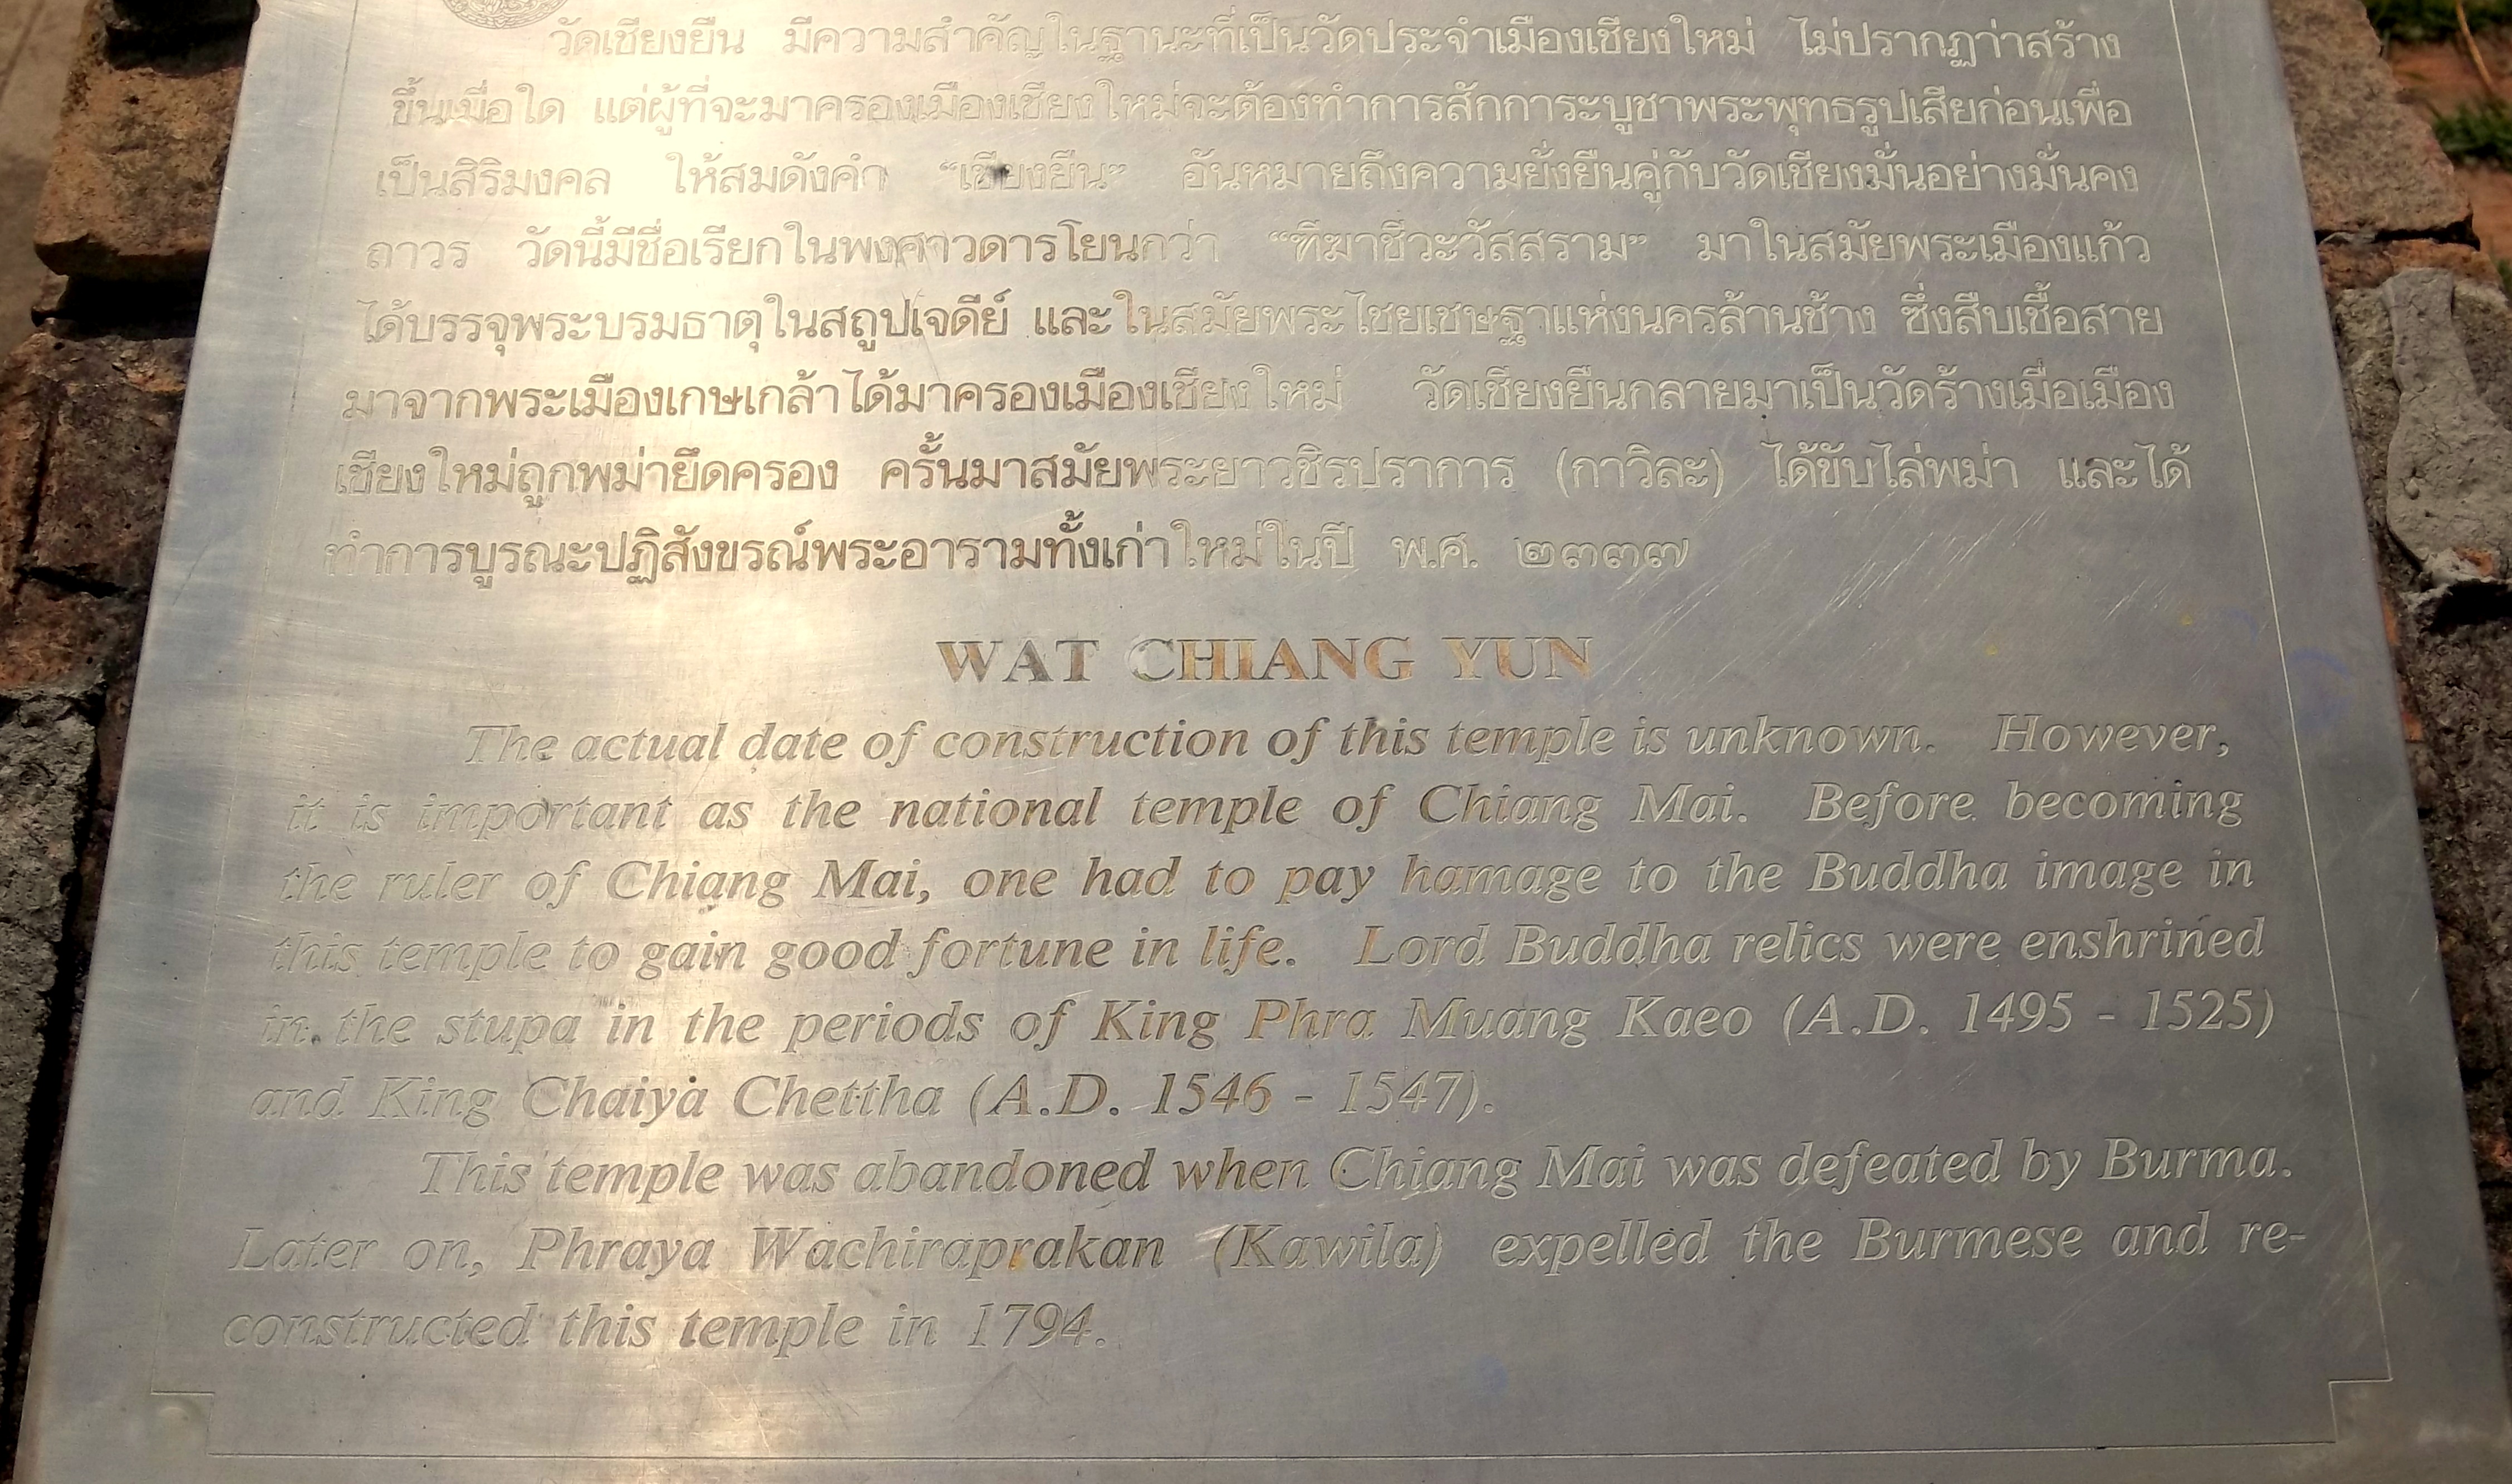 วัดเชียงยืน มีความสำคัญในฐานะที่เป็นวัดประจำเมืองเชียงใหม่ ไม่ปรากฏว่าสร้าง
ขึ้นเมื่อใด แต่ผู้ที่จะมาครองเมืองเชียงใหม่จะต้องทำการสักการะบูชาพระพุทธรูปเสียก่อนเพื่อ
เป็นสิริมงคล ให้สมดังคำ “เชียงยืน” อันหมายถึงความยั่งยืนคู่กับวัดเชียงมั่นอย่างมั่นคง
ถาวร วัดนี้มีชื่อเรียกในพงศาวดารโยนกว่า “ทีฆาชีวะวัสสราม” มาในสมัยพระเมืองแก้ว
ได้บรรจุพระบรมธาตุในสถูปเจดีย์ และในสมัยพระไชยเชษฐาแห่งนครล้านช้าง ซึ่งสืบเชื้อสาย
มาจากพระเมืองเกษเกล้าได้มาครองเมืองเชียงใหม่ วัดเชียงยืนกลายมาเป็นวัดร้างเมื่อเมือง
เชียงใหม่ถูกพม่ายึดครอง ครั้นมาสมัยพระยาวชิรปราการ (กาวิละ) ได้ขับไล่พม่า และได้
ทำการบูรณะปฏิสังขรณ์พระอารามทั้งเก่าใหม่ในปี พ.ศ. ๒๓๓๗
WAT CHIANG YUN
The actual date of construction of this temple is unknown. However,
it is important as the national temple of Chiang Mai. Before becoming
the ruler of Chiang Mai, one had to pay hamage to the Buddha image in
this temple to gain good fortune in life. Lord Buddha relics were enshrined
in the stupa in the periods of King Phra Muang Kaeo (A.D. 1495 - 1525)
and King Chaiya Chettha (A.D. 1546 - 1547).
This temple was abandoned when Chiang Mai was defeated by Burma.
Later on, Phraya Wachiraprakan (Kawila) expelled the Burmese and re-
constructed this temple in 1794.